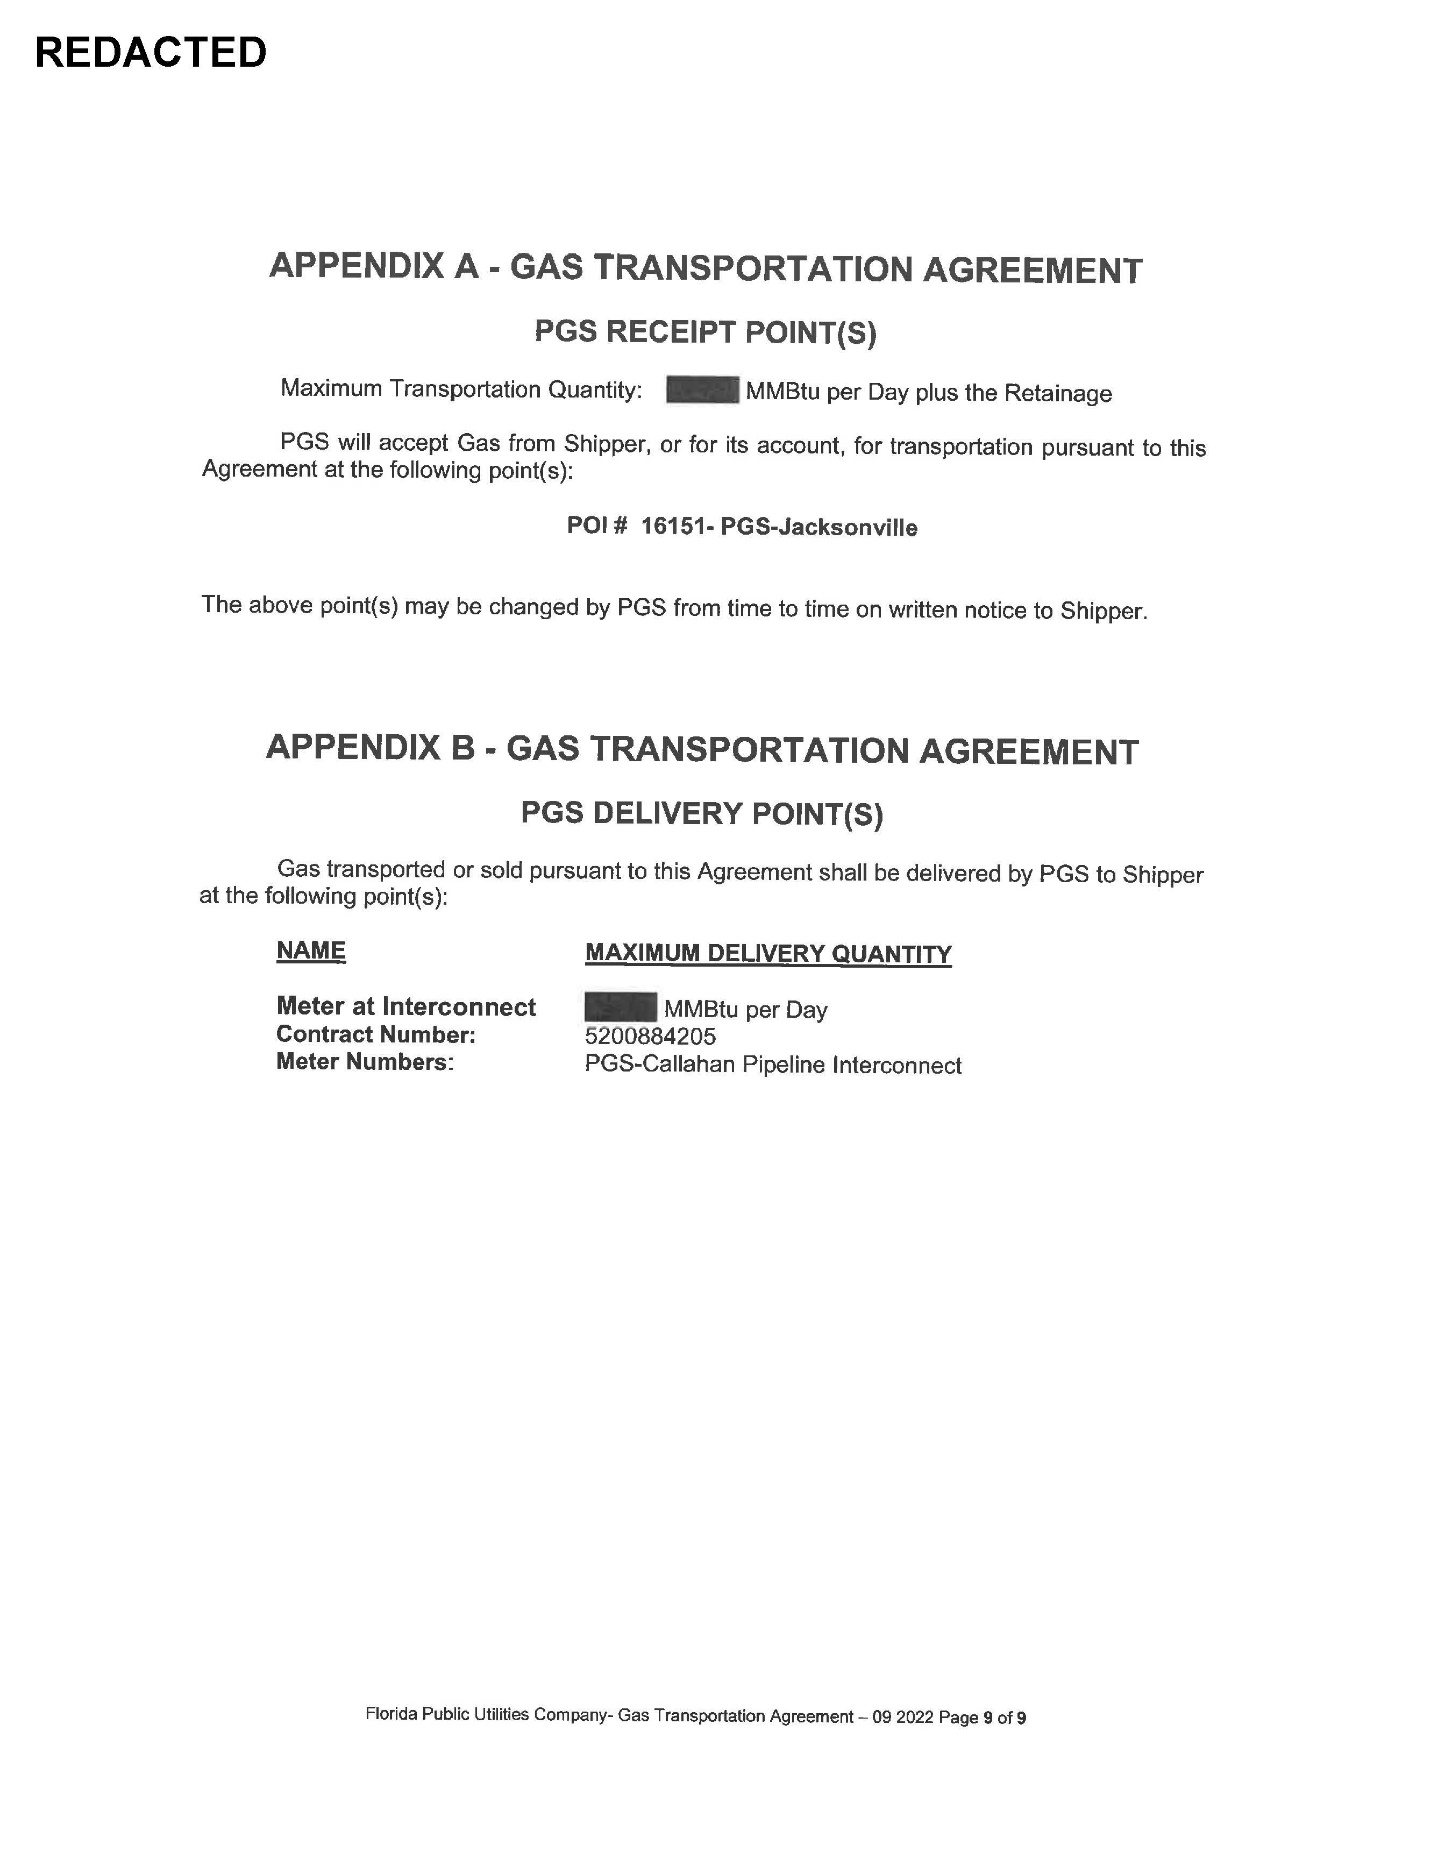 REDACTED
APPENDIX A - GAS TRANSPORTATION AGREEMENT
PGS RECEIPT POINT(S)
Maximum Transportation Quantity: MMBtu per Day plus the Retainage
PGS will accept Gas from Shipper, or for its account, for transportation pursuant to this
Agreement at the following point(s):
POI # 16151- PGS-Jacksonville
The above point(s) may be changed by PGS from time to time on written notice to Shipper.
APPENDIX B - GAS TRANSPORTATION AGREEMENT
PGS DELIVERY POINT(S)
Gas transported or sold pursuant to this Agreement shall be delivered by PGS to Shipper
at the following point(s):
NAME MAXIMUM DELIVERY QUANTITY
Meter at Interconnect MMBtu per Day
Contract Number: 5200884205
Meter Numbers: PGS-Callahan Pipeline Interconnect
Florida Public Utilities Company- Gas Transportation Agreement – 09 2022 Page 9 of 9